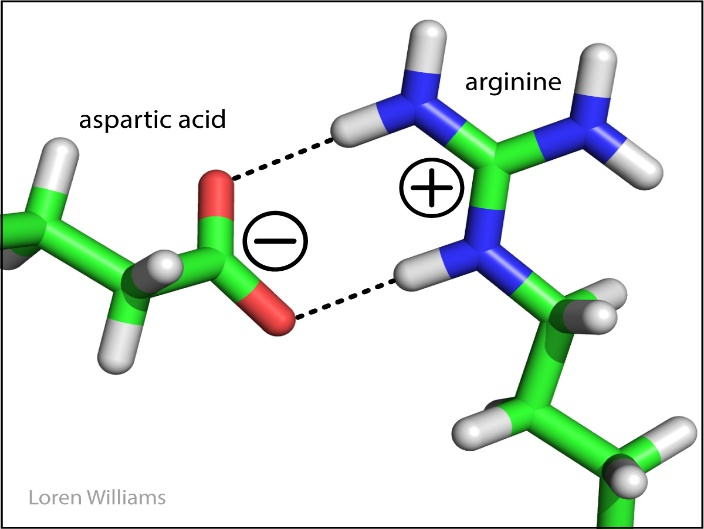 arginine
aspartic acid
+
−
Loren Williams